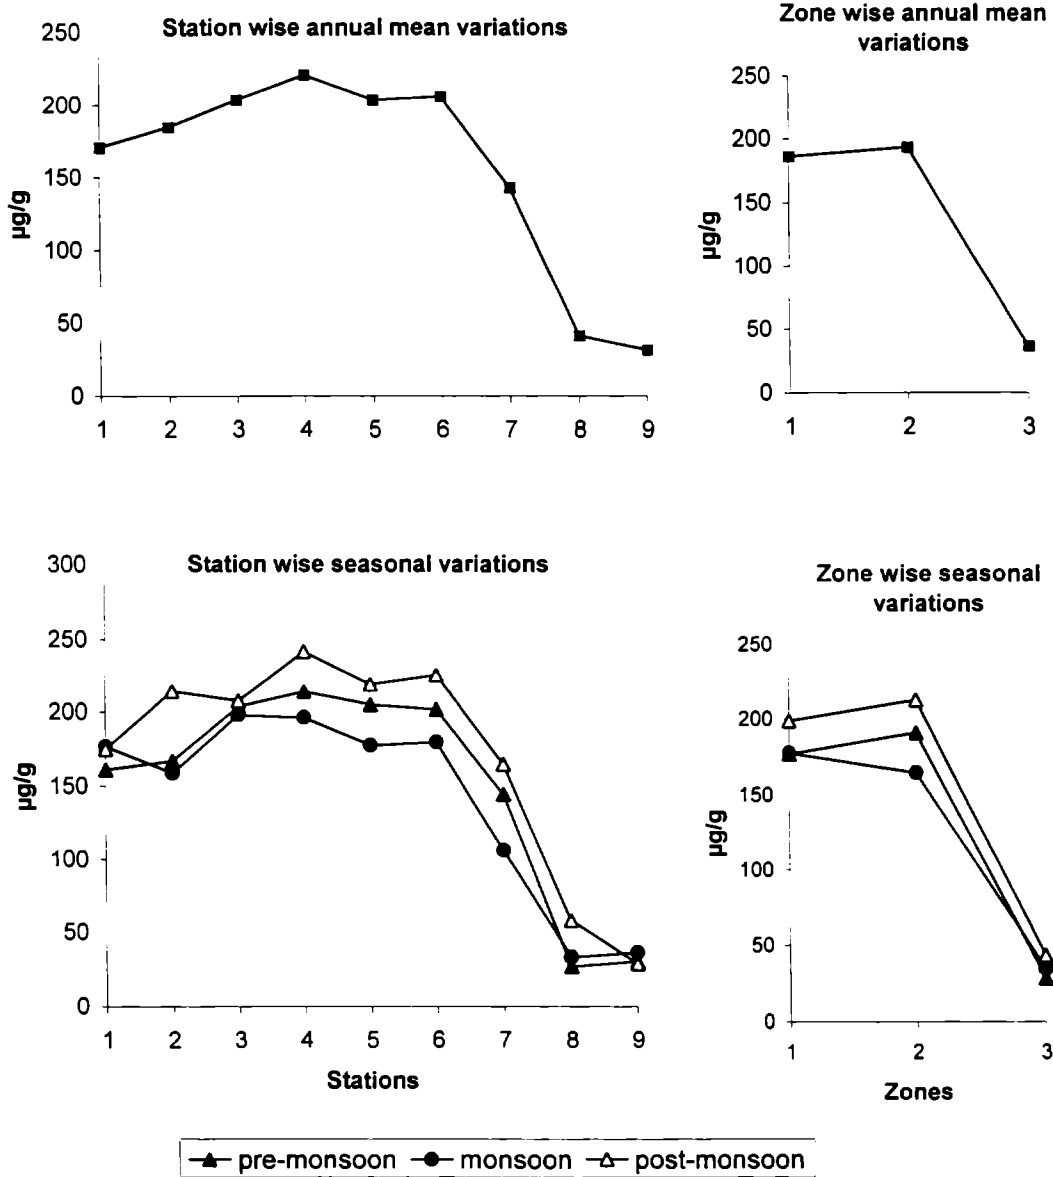 Station wise annual mean variations
250
200
150
100
50
0
µg/g
1 2 3 4 5 6 7 8 9
Zone wise annual mean
variations
250
200
150
100
50
0
µg/g
1 2 3
Station wise seasonal variations
300
250
200
150
100
50
0
µg/g
1 2 3 4 5 6 7 8 9
Stations
Zone wise seasonal
variations
250
200
150
100
50
0
µg/g
1 2 3
Zones
pre-monsoon monsoon post-monsoon